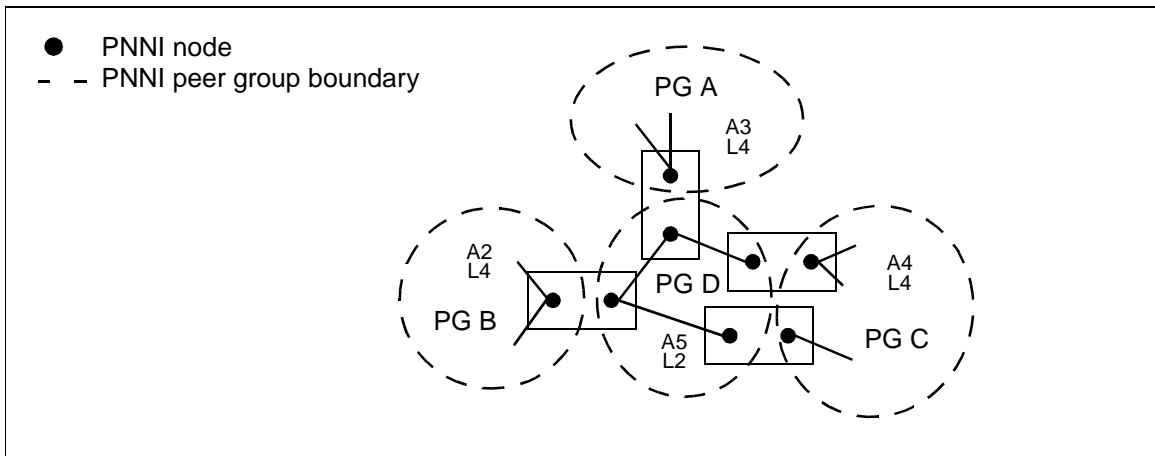 PNNI node
PNNI peer group boundary
PG A
A3
L4
A2
L4
PG B
PG D
A5
L2
A4
L4
PG C